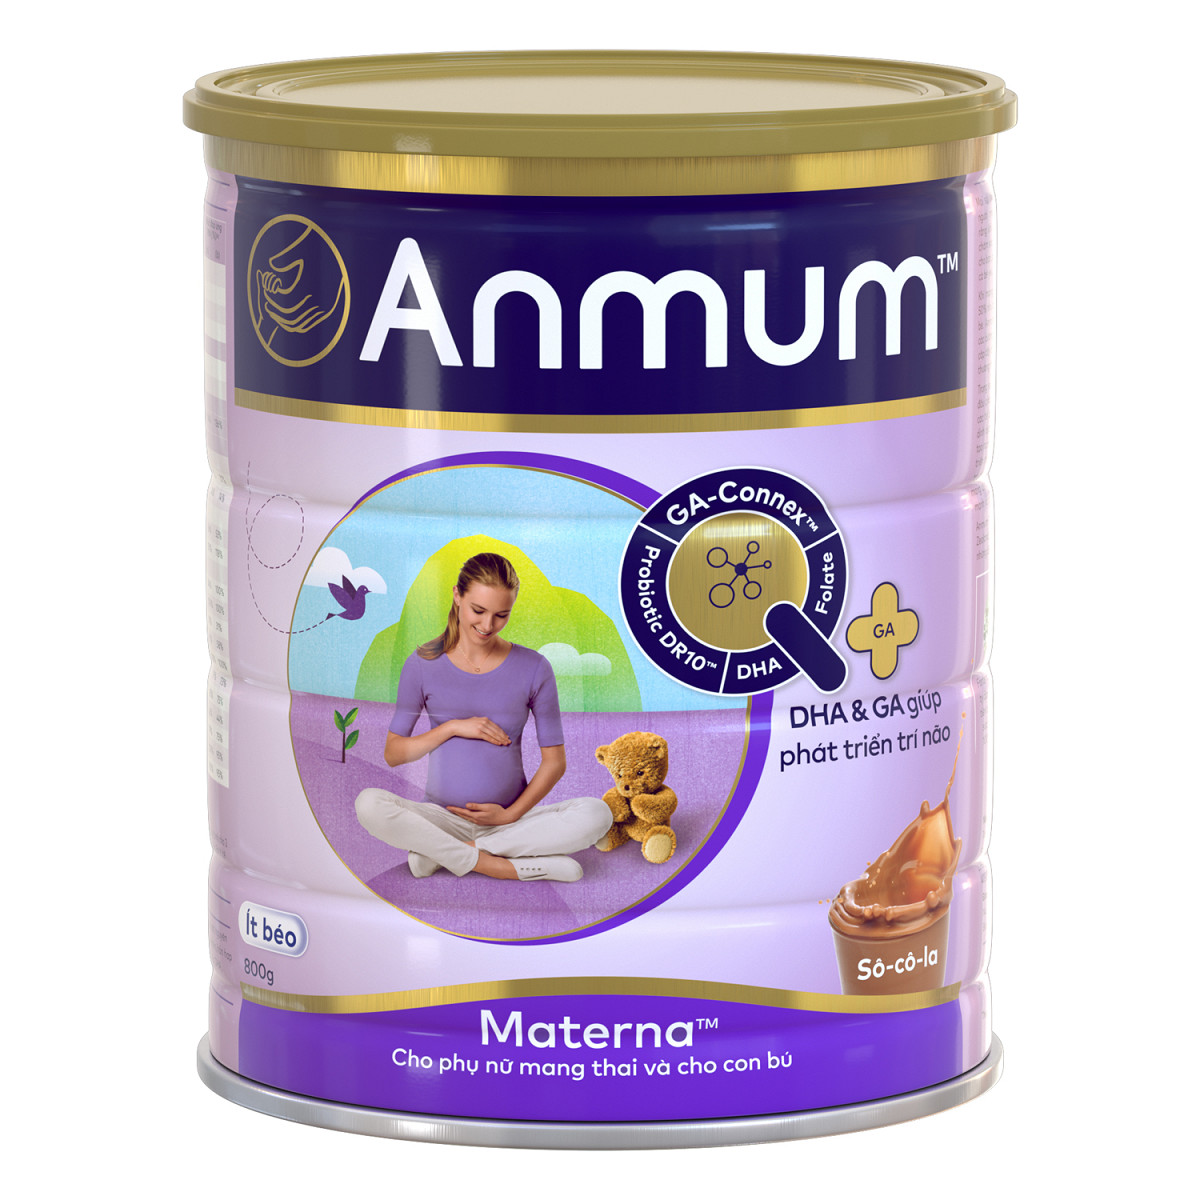 Anmum™
GA-Connex™
Probiotic DR10™
DHA
Folate
GA
DHA & GA giúp
phát triển trí não
Ít béo
800g
Sô-cô-la
Materna™
Cho phụ nữ mang thai và cho con bú